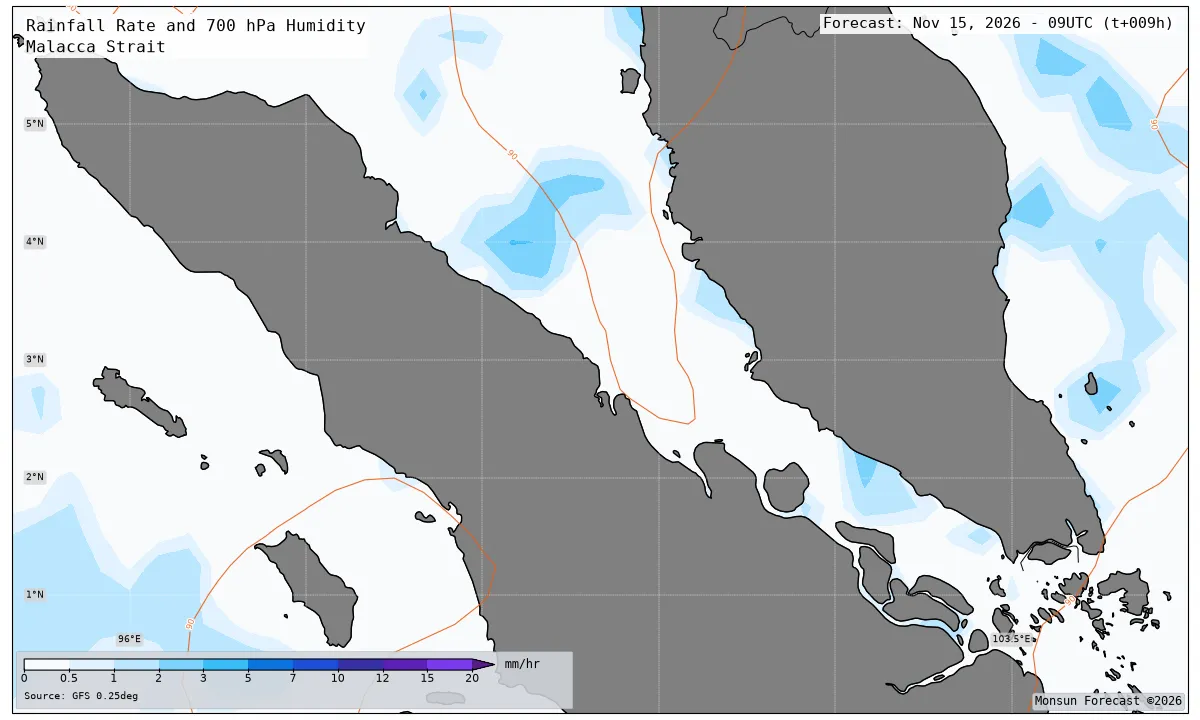 Rainfall Rate and 700 hPa Humidity
Malacca Strait
Forecast: Nov 15, 2026 - 09UTC (t+009h)
5°N
4°N
3°N
2°N
1°N
90
90
90
90
96°E
103.5°E
0 0.5 1 2 3 5 7 10 12 15 20
mm/hr
Source: GFS 0.25deg
Monsun Forecast ©2026